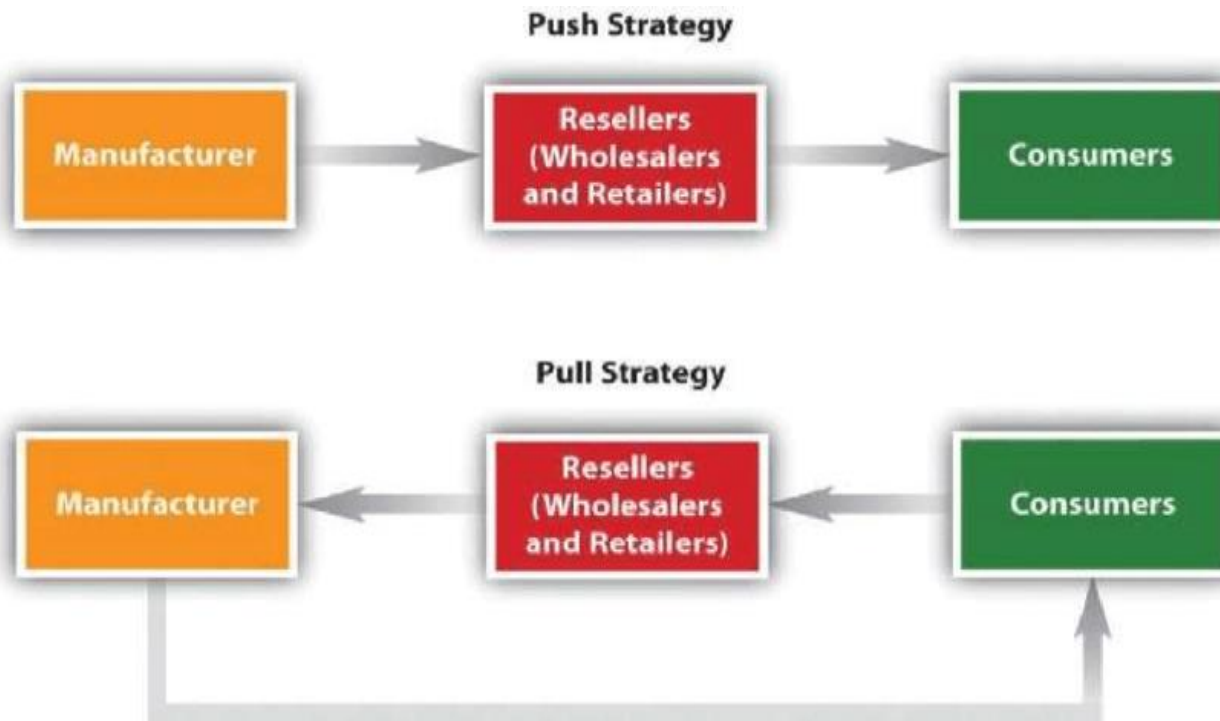 Push Strategy
Manufacturer
Resellers
(Wholesalers
and Retailers)
Consumers
Pull Strategy
Manufacturer
Resellers
(Wholesalers
and Retailers)
Consumers